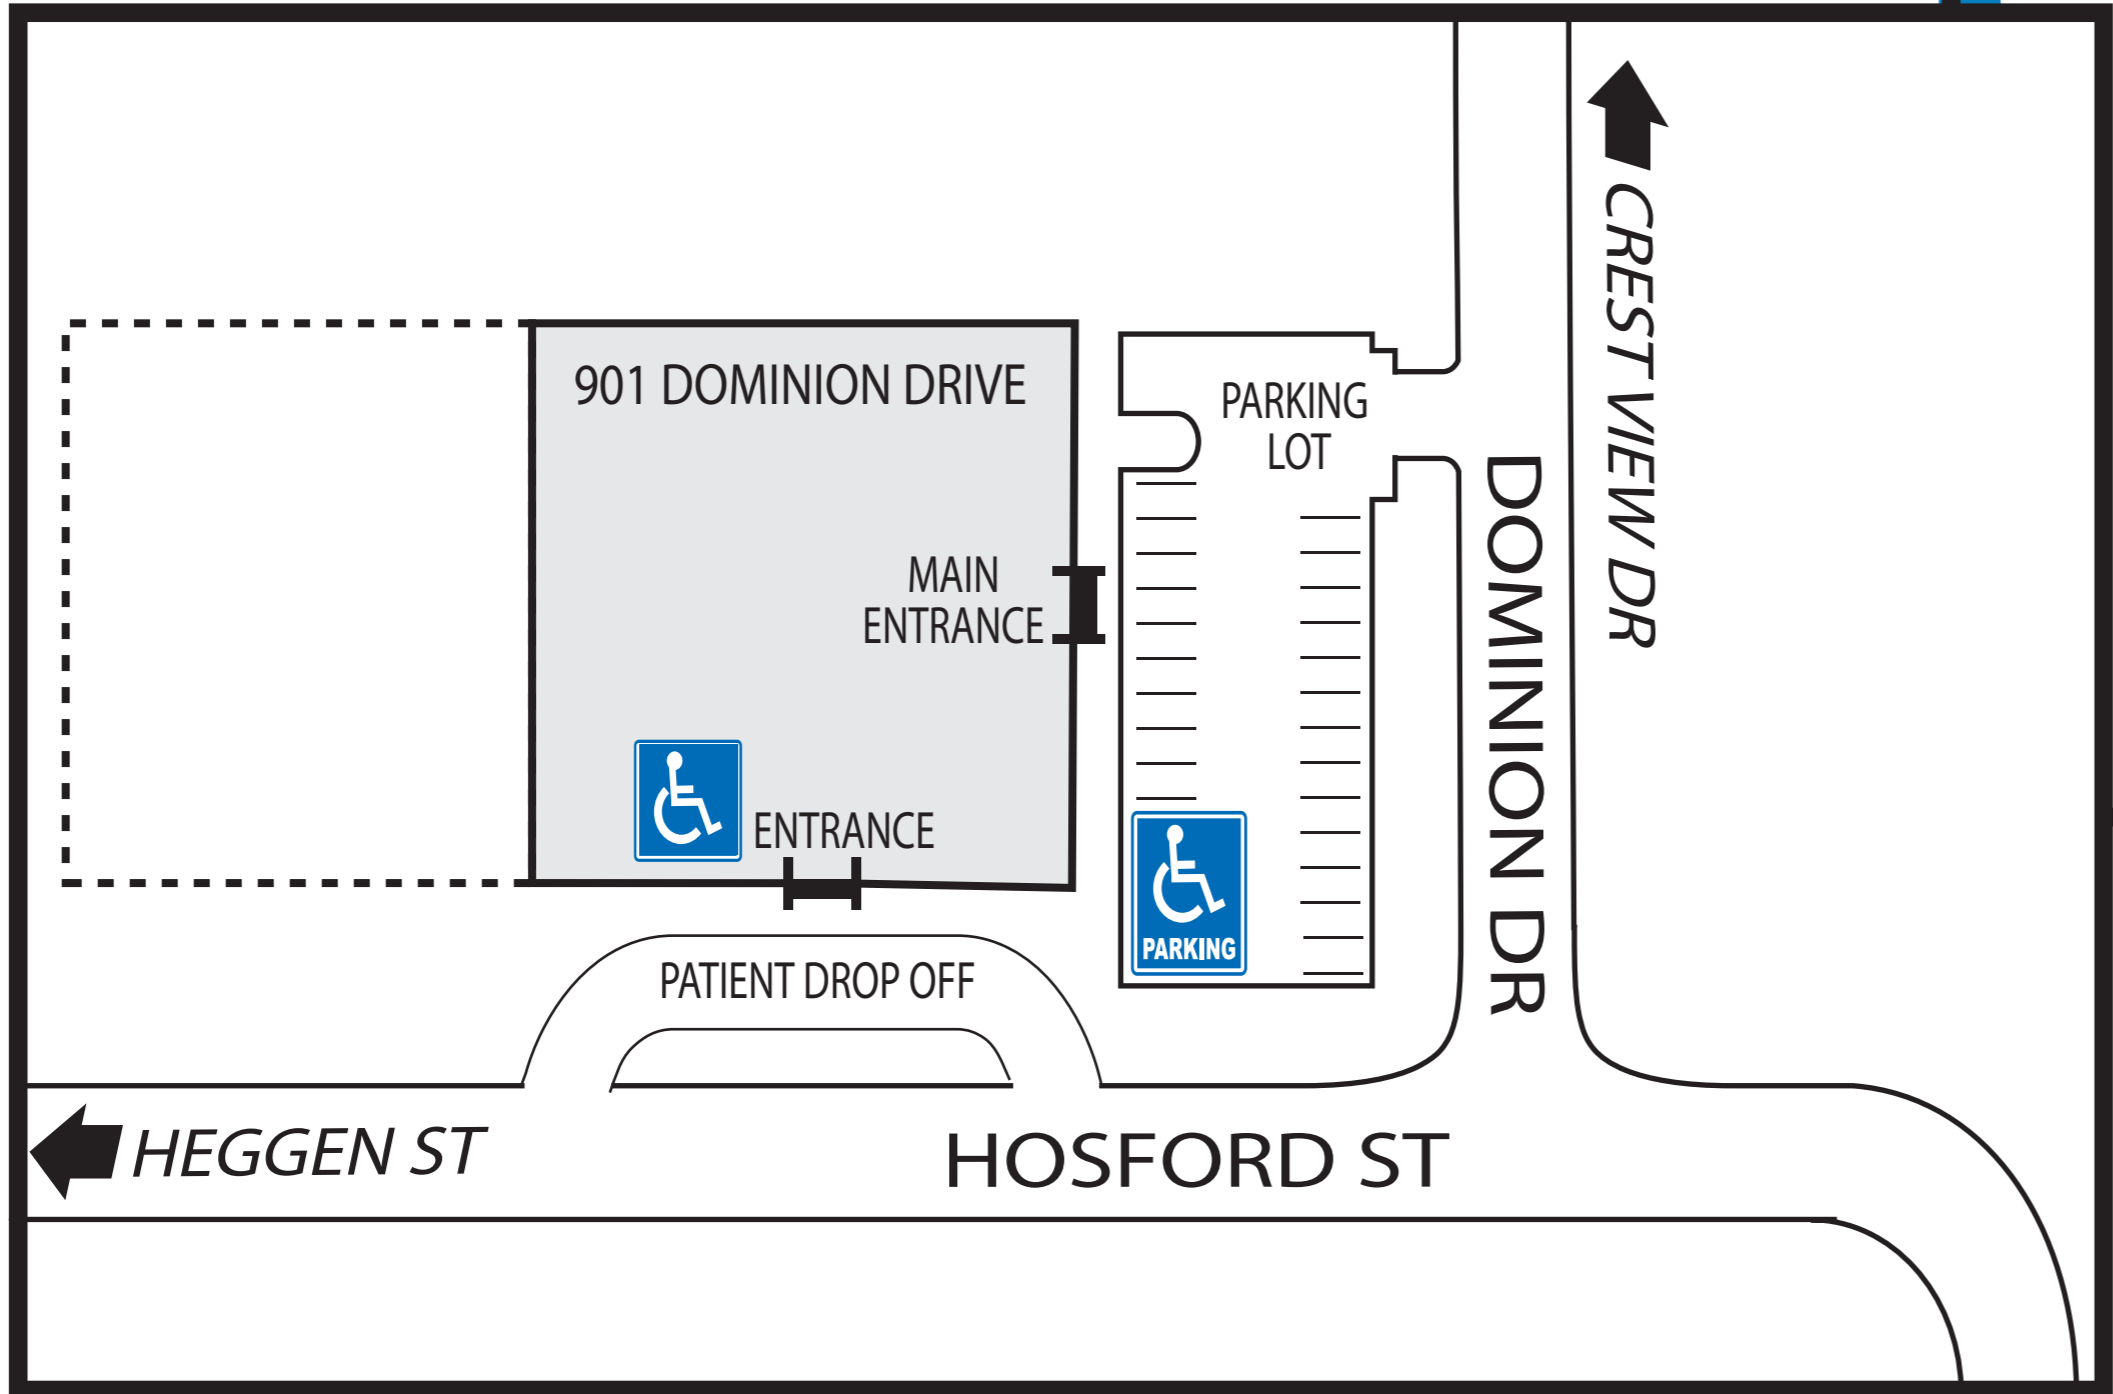 901 DOMINION DRIVE
PARKING
LOT
MAIN
ENTRANCE
ENTRANCE
PARKING
PATIENT DROP OFF
CREST VIEW DR
DOMINION DR
HEGGEN ST
HOSFORD ST